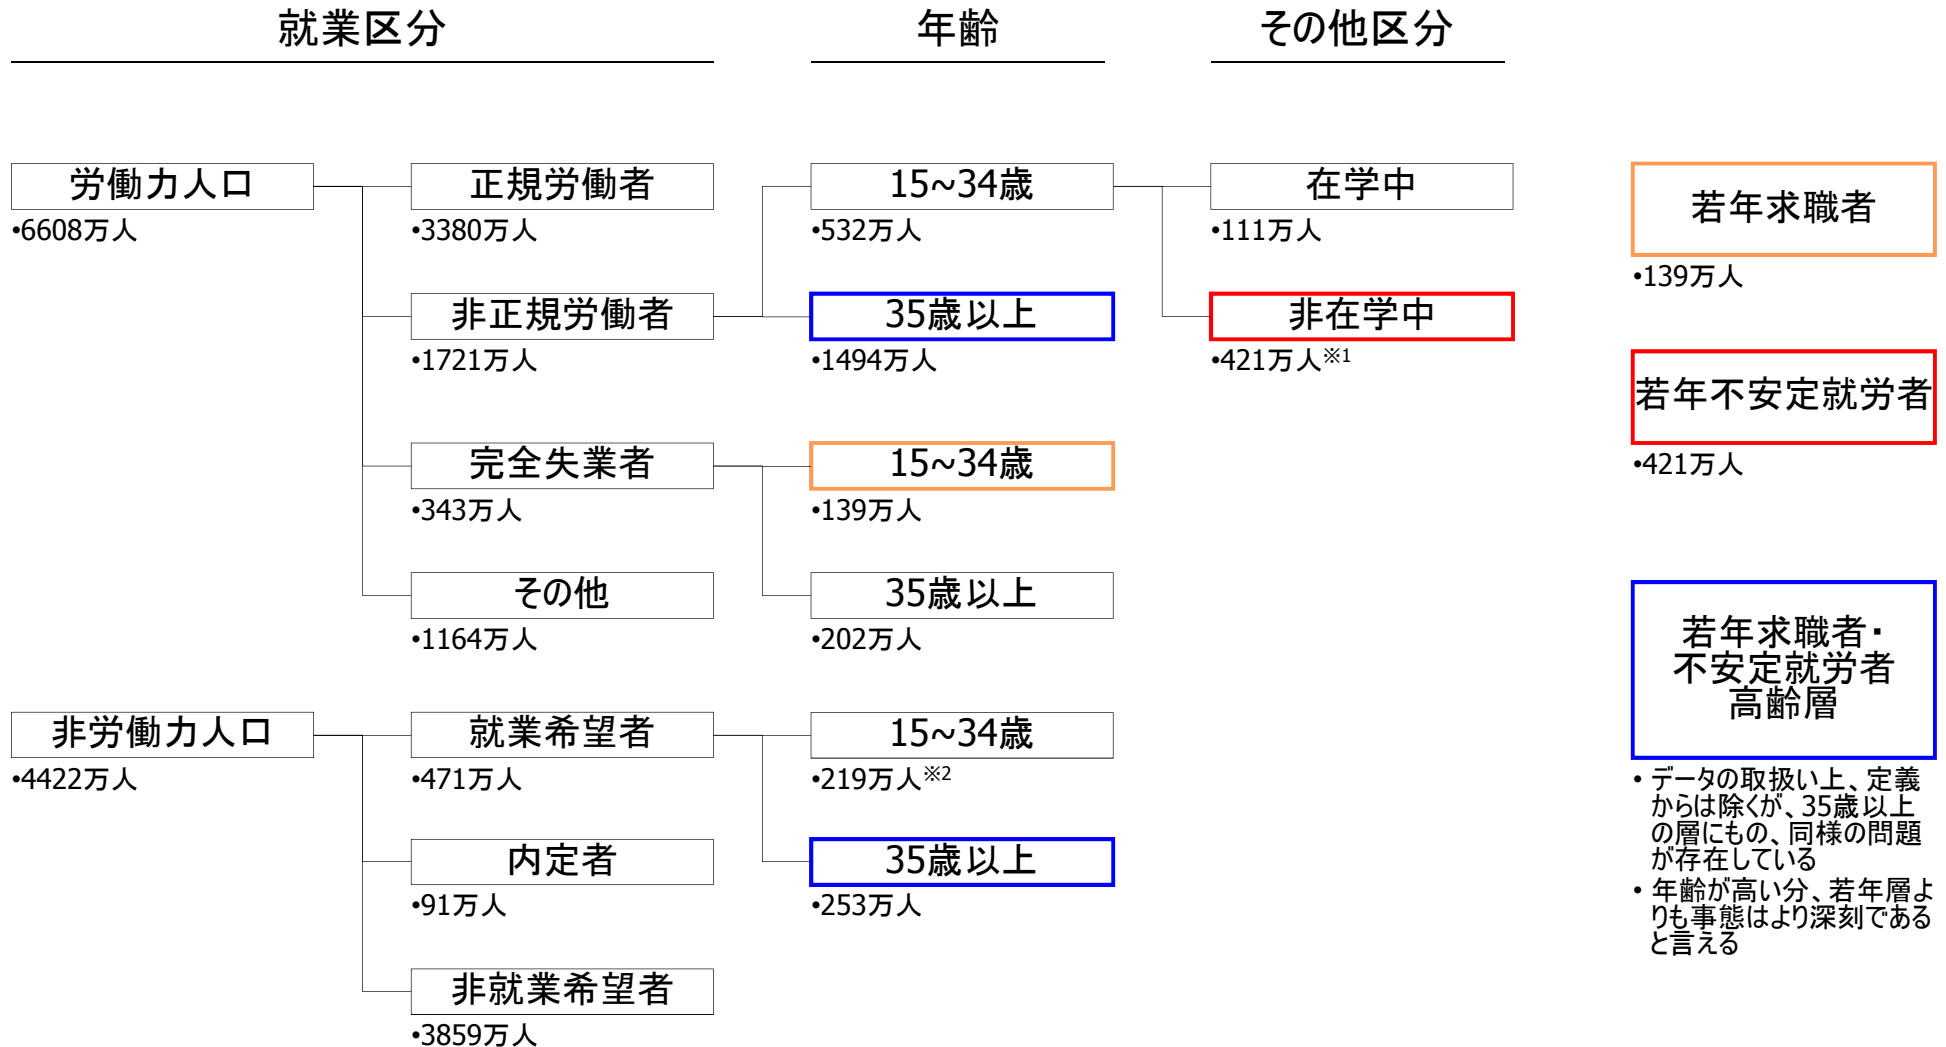 就業区分
年齢
その他区分
労働力人口
•6608万人
正規労働者
•3380万人
15~34歳
•532万人
在学中
•111万人
若年求職者
•139万人
非正規労働者
•1721万人
35歳以上
•1494万人
非在学中
•421万人※1
若年不安定就労者
•421万人
完全失業者
•343万人
15~34歳
•139万人
その他
•1164万人
35歳以上
•202万人
若年求職者・
不安定就労者
高齢層
• データの取扱い上、定義
からは除くが、35歳以上
の層にもの、同様の問題
が存在している
• 年齢が高い分、若年層よ
りも事態はより深刻である
と言える
非労働力人口
•4422万人
就業希望者
•471万人
15~34歳
•219万人※2
内定者
•91万人
35歳以上
•253万人
非就業希望者
•3859万人